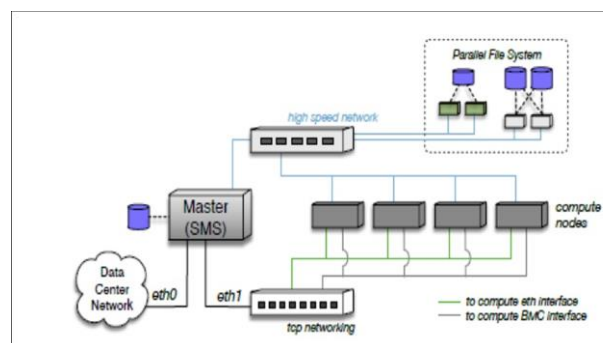 Parallel File System
high speed network
Master
(SMS)
compute
nodes
Data
Center
Network
eth0
eth1
tcp networking
to compute eth interface
to compute BMC interface